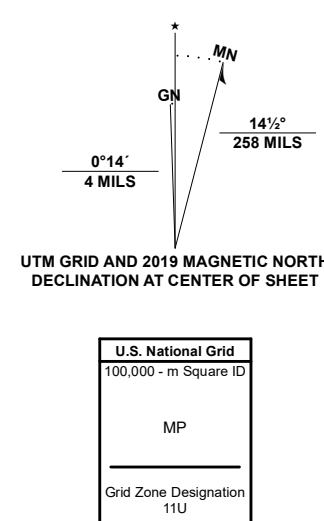 ★
MN
GN
14½°
258 MILS
0°14´
4 MILS
UTM GRID AND 2019 MAGNETIC NORTH
DECLINATION AT CENTER OF SHEET
U.S. National Grid
100,000 - m Square ID
MP
Grid Zone Designation
11U